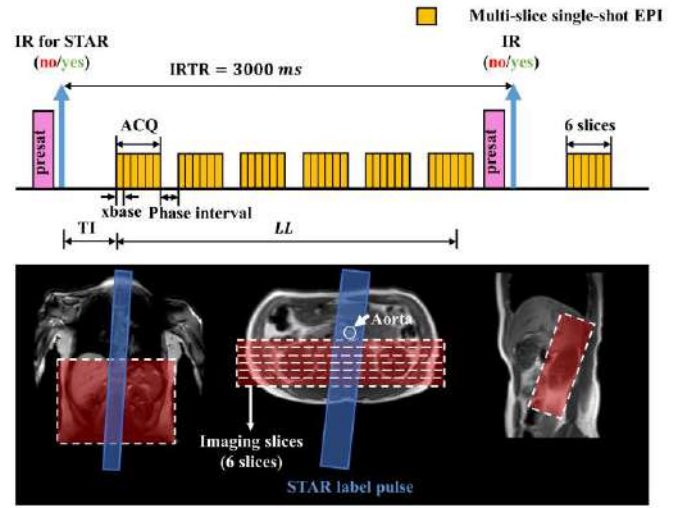 Multi-slice single-shot EPI
IR for STAR
(no/yes)
IR
(no/yes)
IRTR = 3000 ms
presat
ACQ
presat
6 slices
xbase
Phase interval
TI
LL
Aorta
Imaging slices
(6 slices)
STAR label pulse